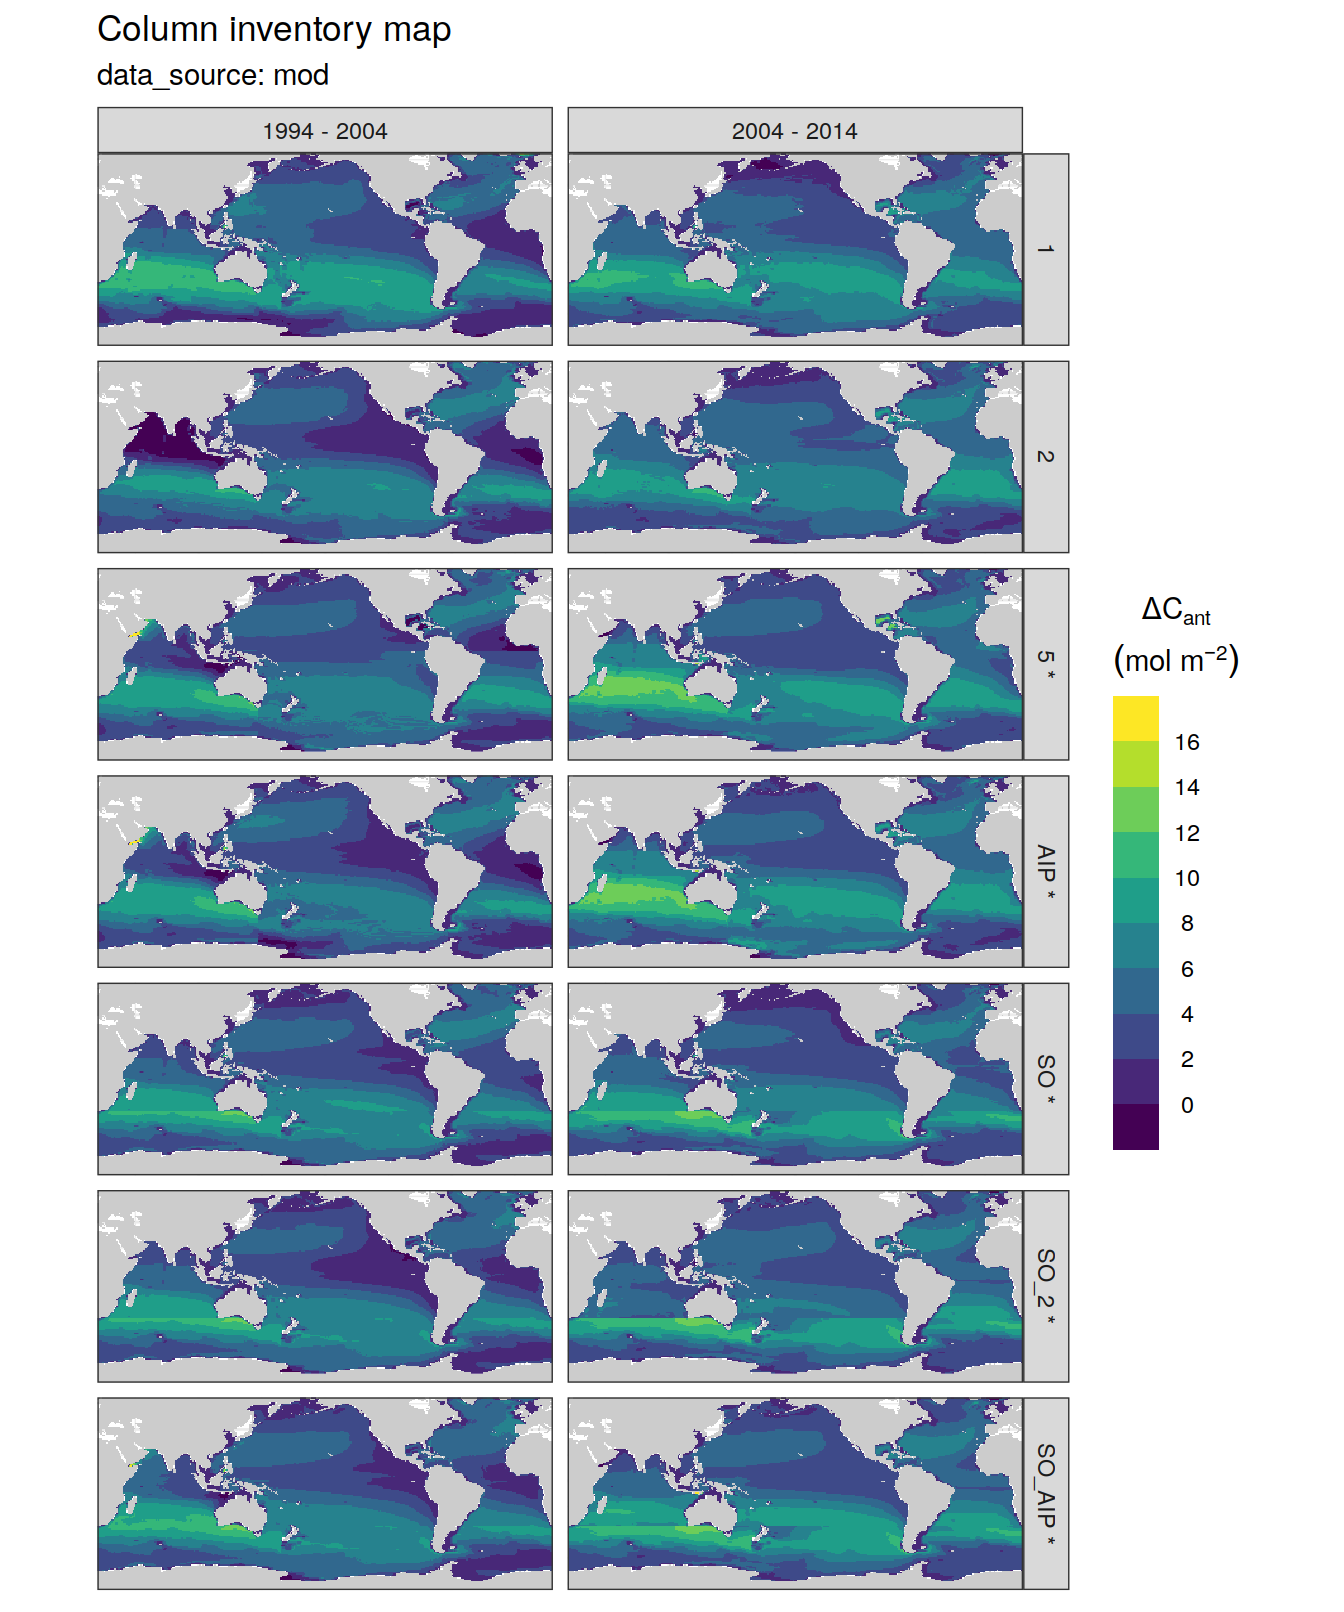 Column inventory map
data_source: mod
1994 - 2004
2004 - 2014
1
2
5 *
AIP *
SO *
SO_2 *
SO_AIP *
ΔCant
(mol m−2)
16
14
12
10
8
6
4
2
0